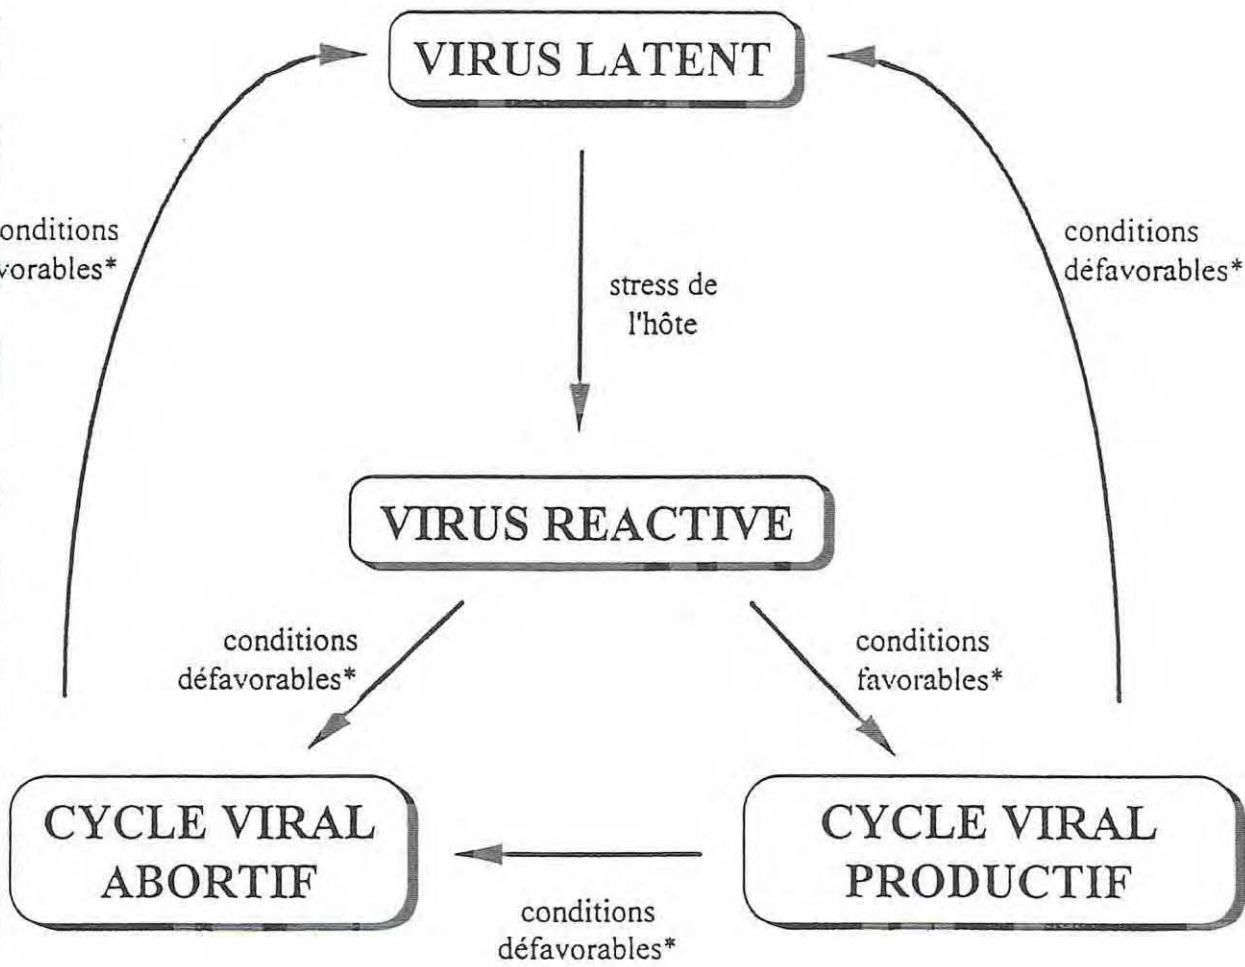 VIRUS LATENT
onditions
vorables*
conditions
défavorables*
stress de
l'hôte
VIRUS REACTIVE
conditions
défavorables*
conditions
favorables*
CYCLE VIRAL
ABORTIF
CYCLE VIRAL
PRODUCTIF
conditions
défavorables*